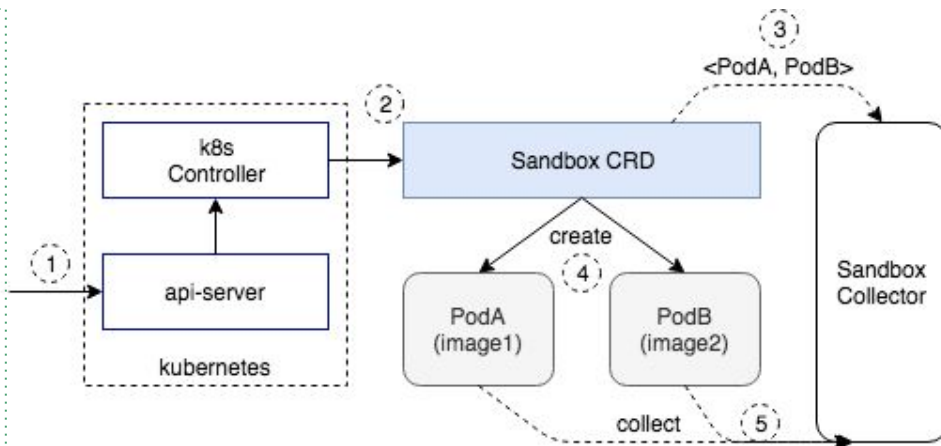 3
<PodA, PodB>
2
k8s
Controller
Sandbox CRD
1
api-server
create
4
Sandbox
Collector
PodA
(image1)
PodB
(image2)
kubernetes
collect
5